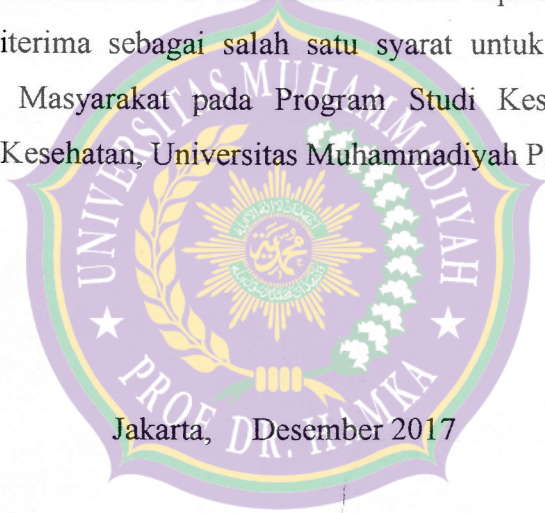 iterima sebagai salah satu syarat untuk
Masyarakat pada Program Studi Kes
Kesehatan, Universitas Muhammadiyah P
UNIVERSITAS MUHAMMADIYAH
محمدية
PROF DR. HAMKA
Jakarta, Desember 2017